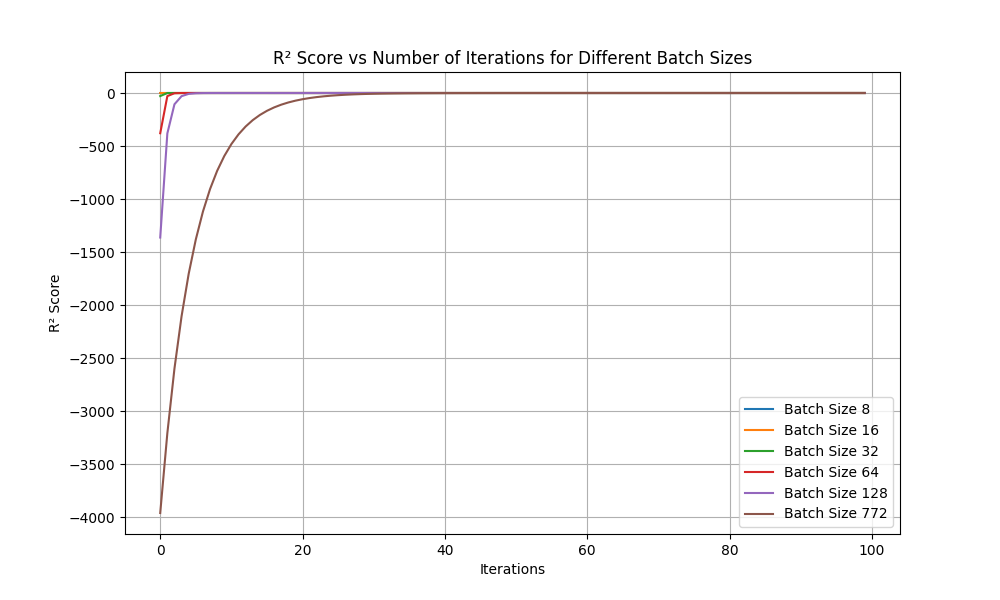 R² Score vs Number of Iterations for Different Batch Sizes
0
−500
−1000
−1500
−2000
−2500
−3000
−3500
−4000
R² Score
Batch Size 8
Batch Size 16
Batch Size 32
Batch Size 64
Batch Size 128
Batch Size 772
0 20 40 60 80 100
Iterations